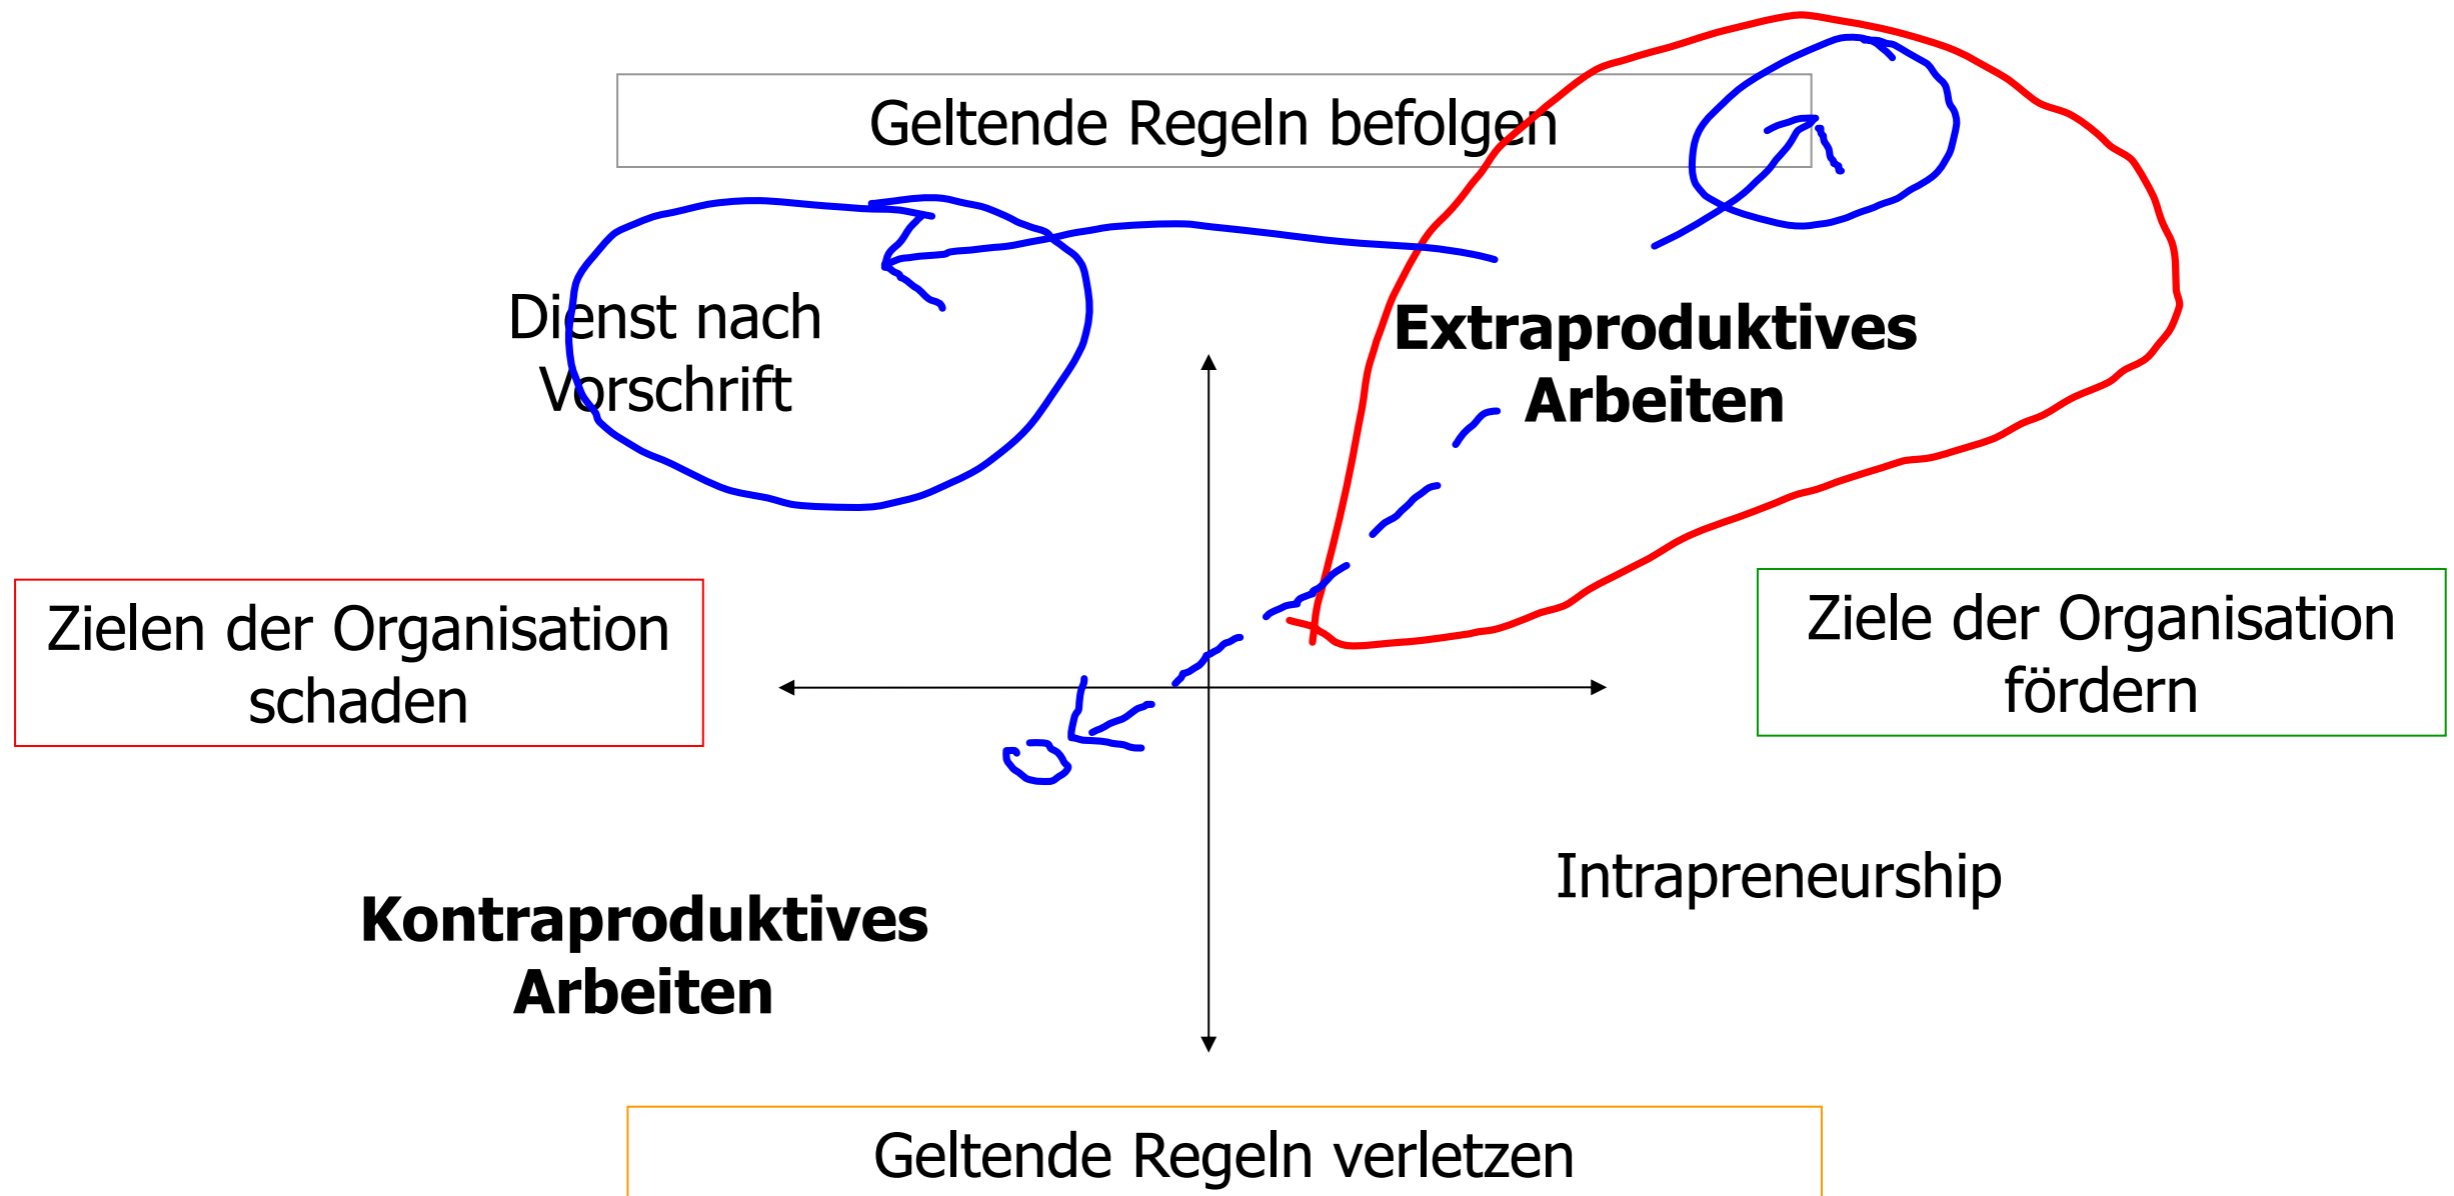 Geltende Regeln befolgen
Dienst nach
Vorschrift
Extraproduktives
Arbeiten
Zielen der Organisation
schaden
Ziele der Organisation
fördern
Kontraproduktives
Arbeiten
Intrapreneurship
Geltende Regeln verletzen